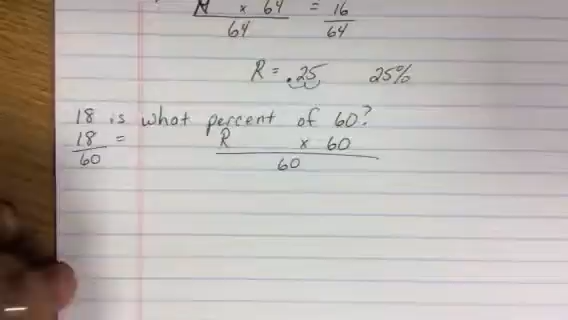 R x 64 = 16
64 64
R = .25 25%
18 is what percent of 60?
18 = R x 60
60 60